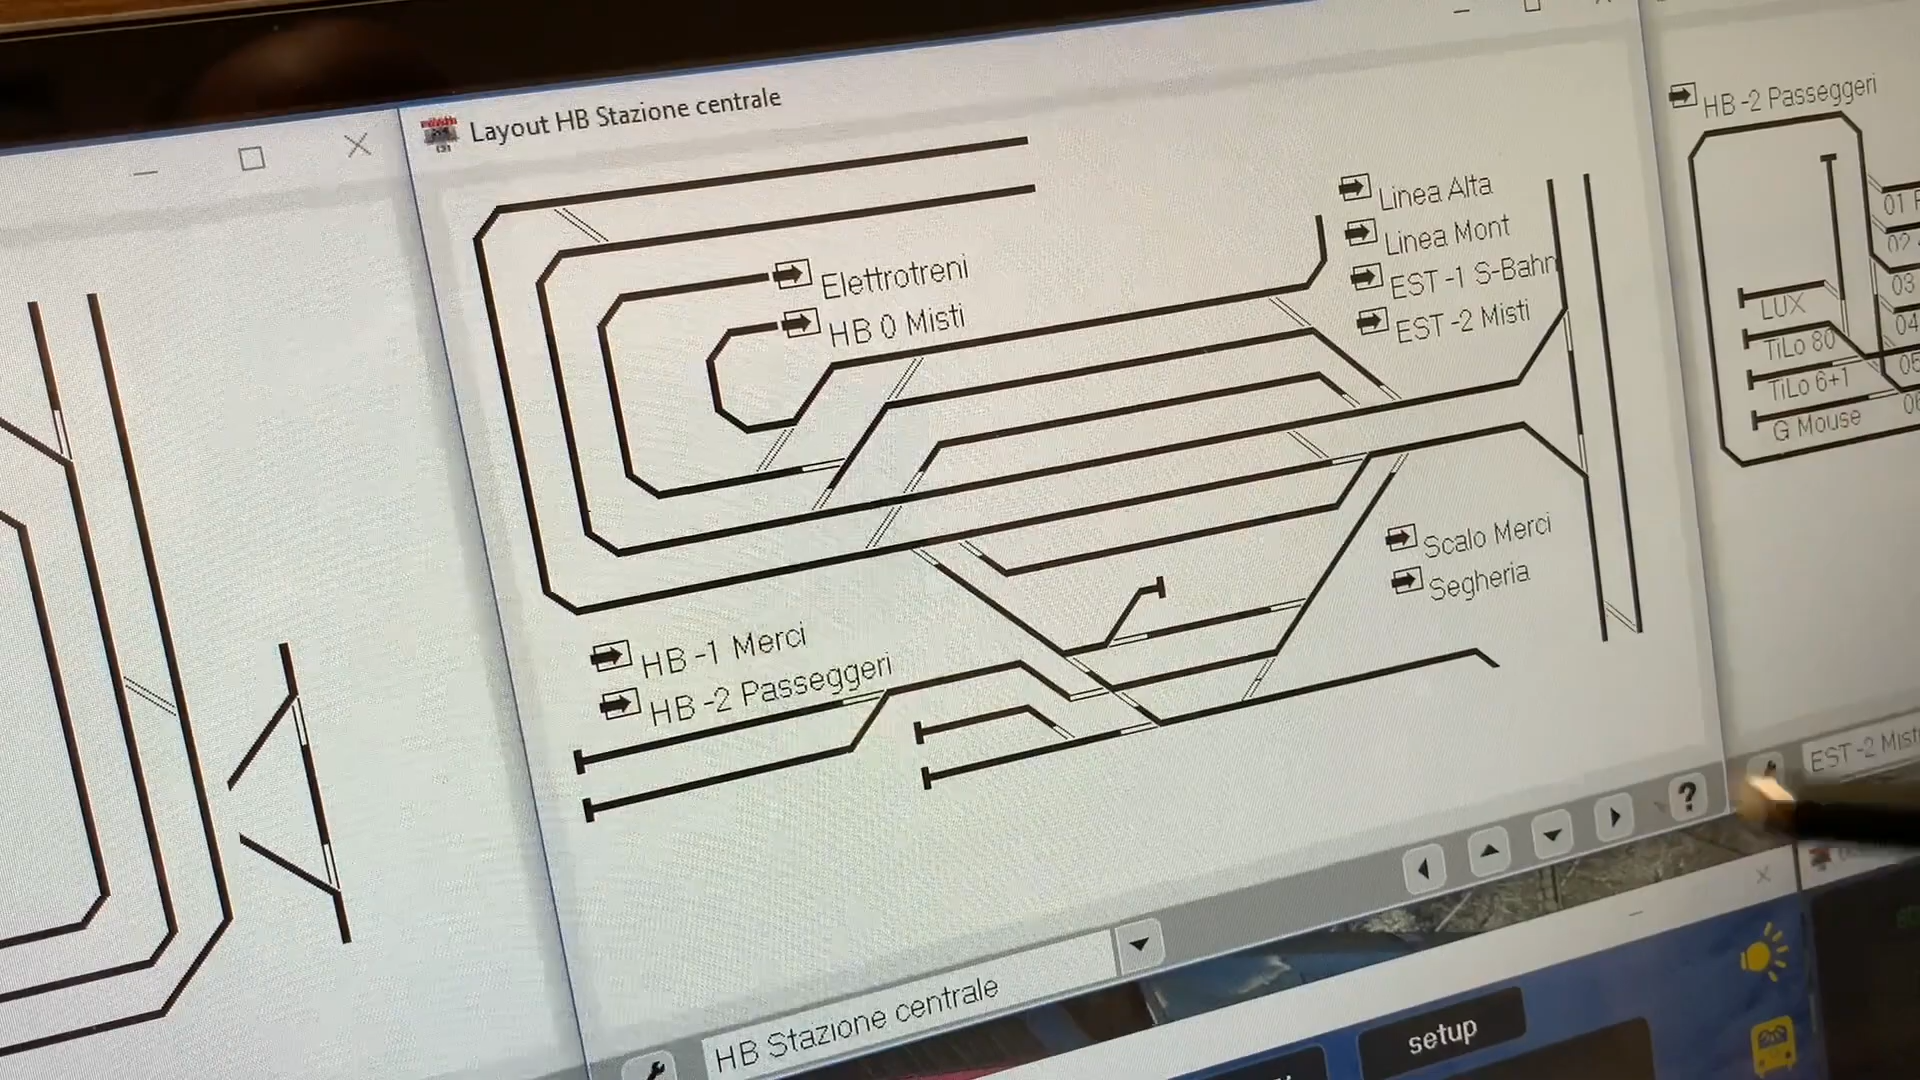 Layout HB Stazione centrale
Elettrotreni
HB 0 Misti
Linea Alta
Linea Mont
EST -1 S-Bahn
EST -2 Misti
Scalo Merci
Segheria
HB -1 Merci
HB -2 Passeggeri
HB Stazione centrale
HB -2 Passeggeri
01
02
03
04
05
LUX
TiLo 80
TiLo 6+1
G Mouse
EST -2 Misti
?
setup